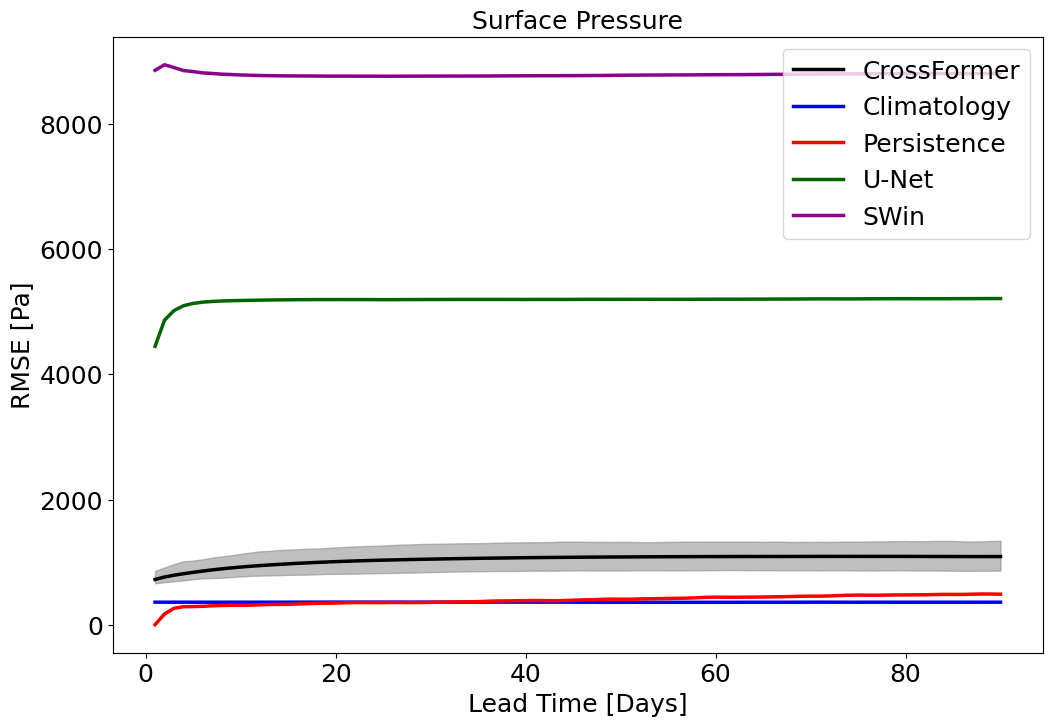 Surface Pressure
RMSE [Pa]
8000
6000
4000
2000
0
CrossFormer
Climatology
Persistence
U-Net
SWin
0 20 40 60 80
Lead Time [Days]